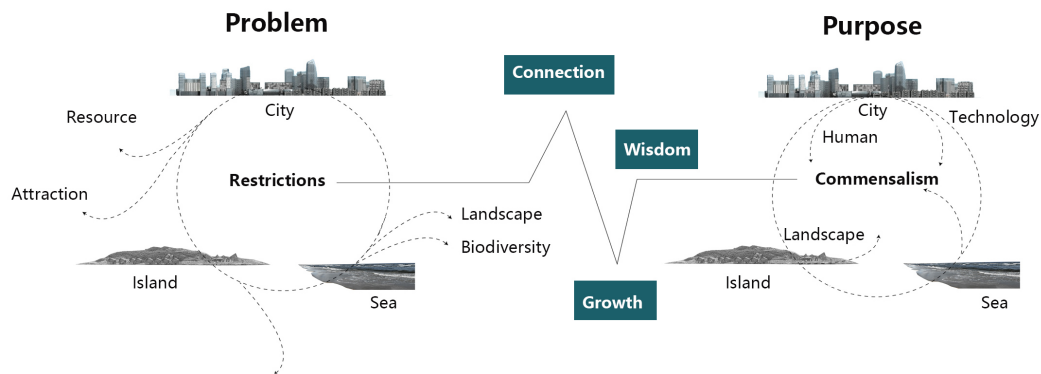 Problem
City
Resource
Restrictions
Attraction
Landscape
Biodiversity
Island
Sea
Connection
Wisdom
Growth
Purpose
City
Technology
Human
Commensalism
Landscape
Island
Sea